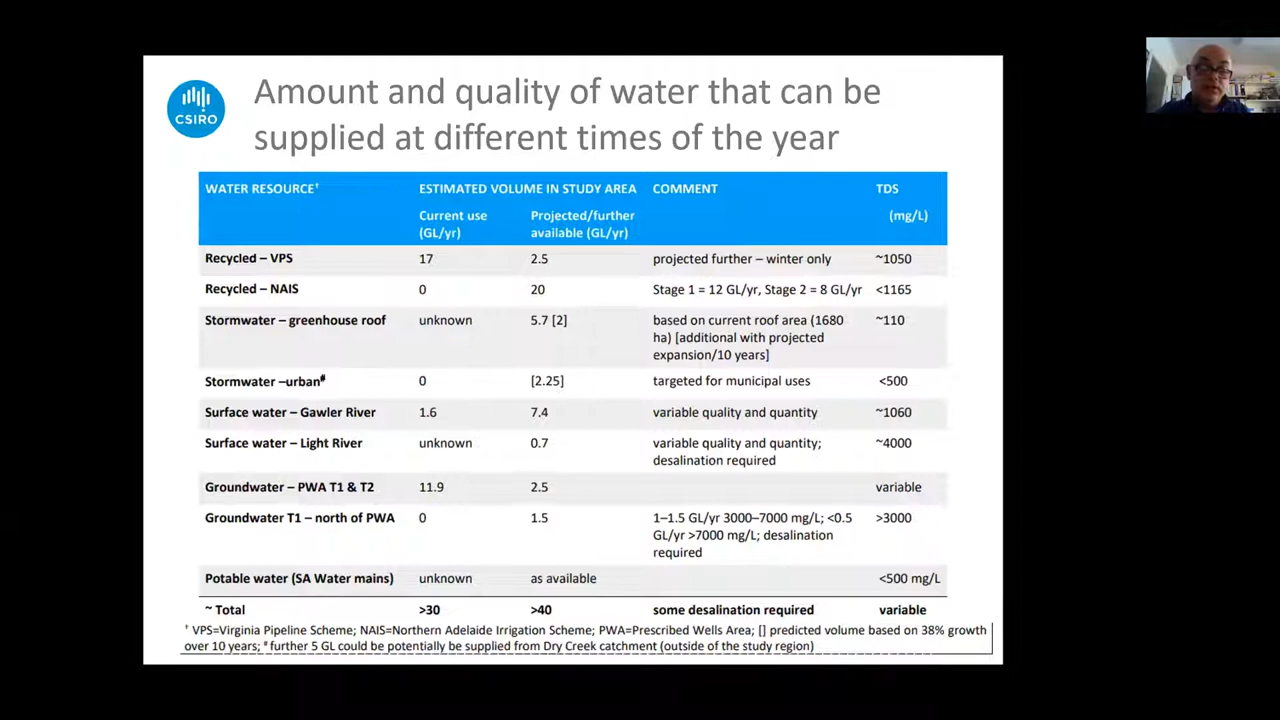 CSIRO
Amount and quality of water that can be
supplied at different times of the year
WATER RESOURCE† ESTIMATED VOLUME IN STUDY AREA COMMENT TDS
Current use Projected/further (mg/L)
(GL/yr) available (GL/yr)
Recycled – VPS 17 2.5 projected further – winter only ~1050
Recycled – NAIS 0 20 Stage 1 = 12 GL/yr, Stage 2 = 8 GL/yr <1165
Stormwater – greenhouse roof unknown 5.7 [2] based on current roof area (1680 ~110
ha) [additional with projected
expansion/10 years]
Stormwater –urban# 0 [2.25] targeted for municipal uses <500
Surface water – Gawler River 1.6 7.4 variable quality and quantity ~1060
Surface water – Light River unknown 0.7 variable quality and quantity; ~4000
desalination required
Groundwater – PWA T1 & T2 11.9 2.5 variable
Groundwater T1 – north of PWA 0 1.5 1–1.5 GL/yr 3000–7000 mg/L; <0.5 >3000
GL/yr >7000 mg/L; desalination
required
Potable water (SA Water mains) unknown as available <500 mg/L
~ Total >30 >40 some desalination required variable
† VPS=Virginia Pipeline Scheme; NAIS=Northern Adelaide Irrigation Scheme; PWA=Prescribed Wells Area; [] predicted volume based on 38% growth
over 10 years; # further 5 GL could be potentially be supplied from Dry Creek catchment (outside of the study region)